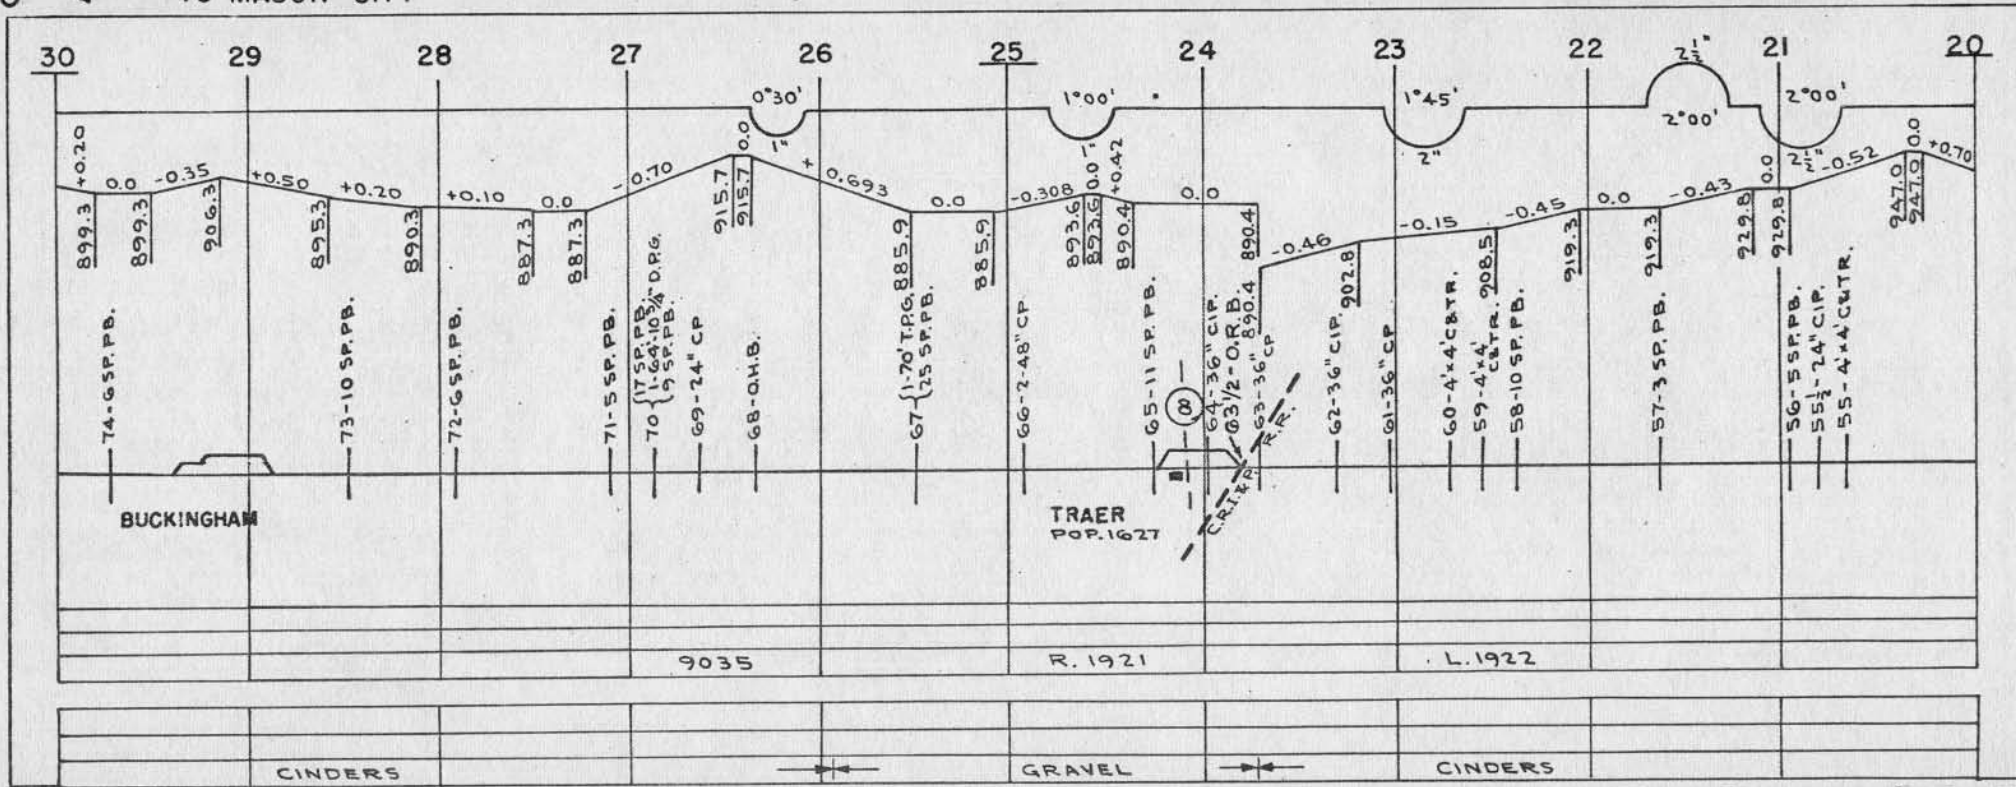 TO MASON CITY
30 29 28 27 26 25 24 23 22 21 20
0°30' 1°00' 1°45' 2½" 2°00'
1" 2" 2°00' 2½"
+0.20 0.0 -0.35 +0.50 +0.20 +0.10 0.0 -0.70 0.0 + 0.693 0.0 -0.308 0.0 +0.42 0.0 -0.46 -0.15 -0.45 0.0 -0.43 0.0 -0.52 0.0 +0.70
899.3 899.3 906.3 895.3 890.3 887.3 887.3 915.7 915.7 885.9 885.9 893.6 893.6 890.4 890.4 890.4 902.8 908.5 919.3 919.3 929.8 929.8 947.0 947.0
74-6 SP. PB.
73-10 SP. PB.
72-6 SP. PB.
71-5 SP. PB.
70 {17 SP. PB.
1-64'-10¾" D.P.G.
9 SP. PB.
69-24" CP
68-O.H.B.
67 {1-70' T.P.G.
25 SP. PB.
66-2-48" CP.
65-11 SP. PB.
8
64-36" CIP.
63 1/2-O.R.B.
63-36" CP
62-36" CIP.
61-36" CP
60-4'x4' C&TR.
59-4'x4'
C&TR.
58-10 SP. PB.
57-3 SP. PB.
56-5 SP. PB.
55½-24" CIP.
55-4'x4' C&TR.
C.R.I.&P. R.R.
BUCKINGHAM
TRAER
POP. 1627
9035 R. 1921 L. 1922
CINDERS GRAVEL CINDERS